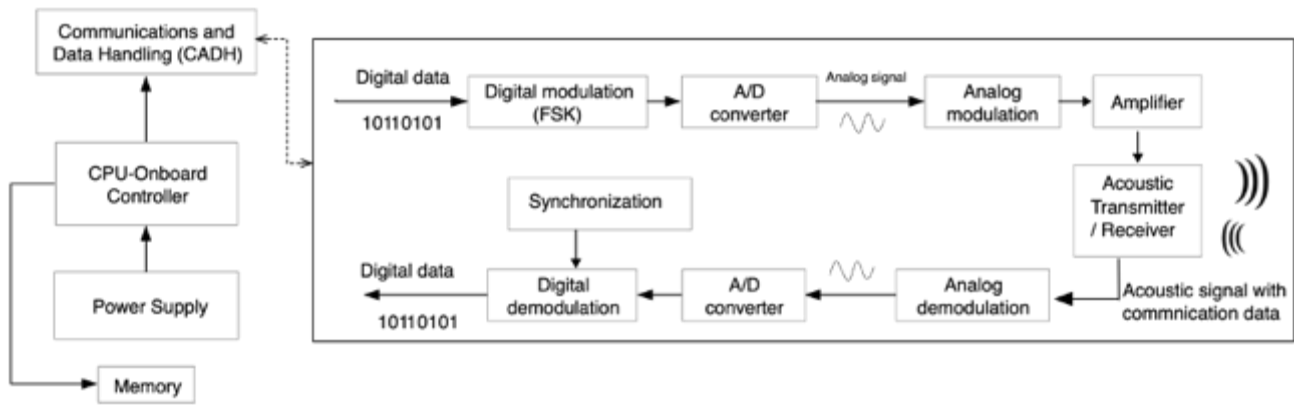 Communications and
Data Handling (CADH)
CPU-Onboard
Controller
Power Supply
Memory
Digital data
10110101
Digital modulation
(FSK)
A/D
converter
Analog signal
Analog
modulation
Amplifier
Acoustic
Transmitter
/ Receiver
Acoustic signal with
commnication data
Analog
demodulation
A/D
converter
Synchronization
Digital
demodulation
Digital data
10110101